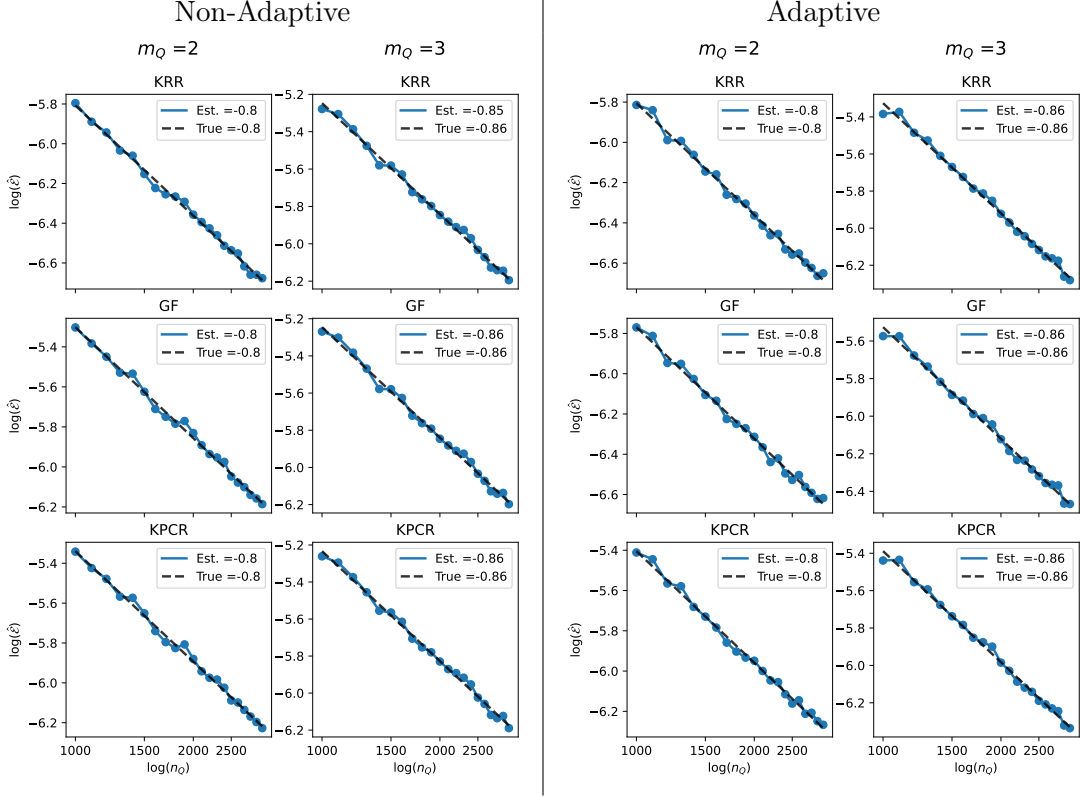 Non-Adaptive
Adaptive
m_Q =2
m_Q =3
m_Q =2
m_Q =3
KRR
KRR
KRR
KRR
−5.8
−6.0
−6.2
−6.4
−6.6
log(Ê)
Est. =-0.8
True =-0.8
−5.2
−5.4
−5.6
−5.8
−6.0
−6.2
Est. =-0.85
True =-0.86
−5.8
−6.0
−6.2
−6.4
−6.6
log(Ê)
Est. =-0.8
True =-0.8
−5.4
−5.6
−5.8
−6.0
−6.2
Est. =-0.86
True =-0.86
GF
GF
GF
GF
−5.4
−5.6
−5.8
−6.0
−6.2
log(Ê)
Est. =-0.8
True =-0.8
−5.2
−5.4
−5.6
−5.8
−6.0
−6.2
Est. =-0.86
True =-0.86
−5.8
−6.0
−6.2
−6.4
−6.6
log(Ê)
Est. =-0.8
True =-0.8
−5.6
−5.8
−6.0
−6.2
−6.4
Est. =-0.86
True =-0.86
KPCR
KPCR
KPCR
KPCR
−5.4
−5.6
−5.8
−6.0
−6.2
log(Ê)
Est. =-0.8
True =-0.8
−5.2
−5.4
−5.6
−5.8
−6.0
−6.2
Est. =-0.86
True =-0.86
−5.4
−5.6
−5.8
−6.0
−6.2
log(Ê)
Est. =-0.8
True =-0.8
−5.4
−5.6
−5.8
−6.0
−6.2
Est. =-0.86
True =-0.86
1000 1500 2000 2500
1000 1500 2000 2500
1000 1500 2000 2500
1000 1500 2000 2500
log(n_Q)
log(n_Q)
log(n_Q)
log(n_Q)